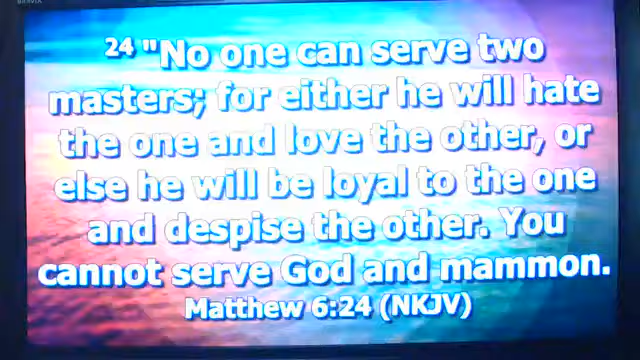 24 "No one can serve two
masters; for either he will hate
the one and love the other, or
else he will be loyal to the one
and despise the other. You
cannot serve God and mammon.
Matthew 6:24 (NKJV)